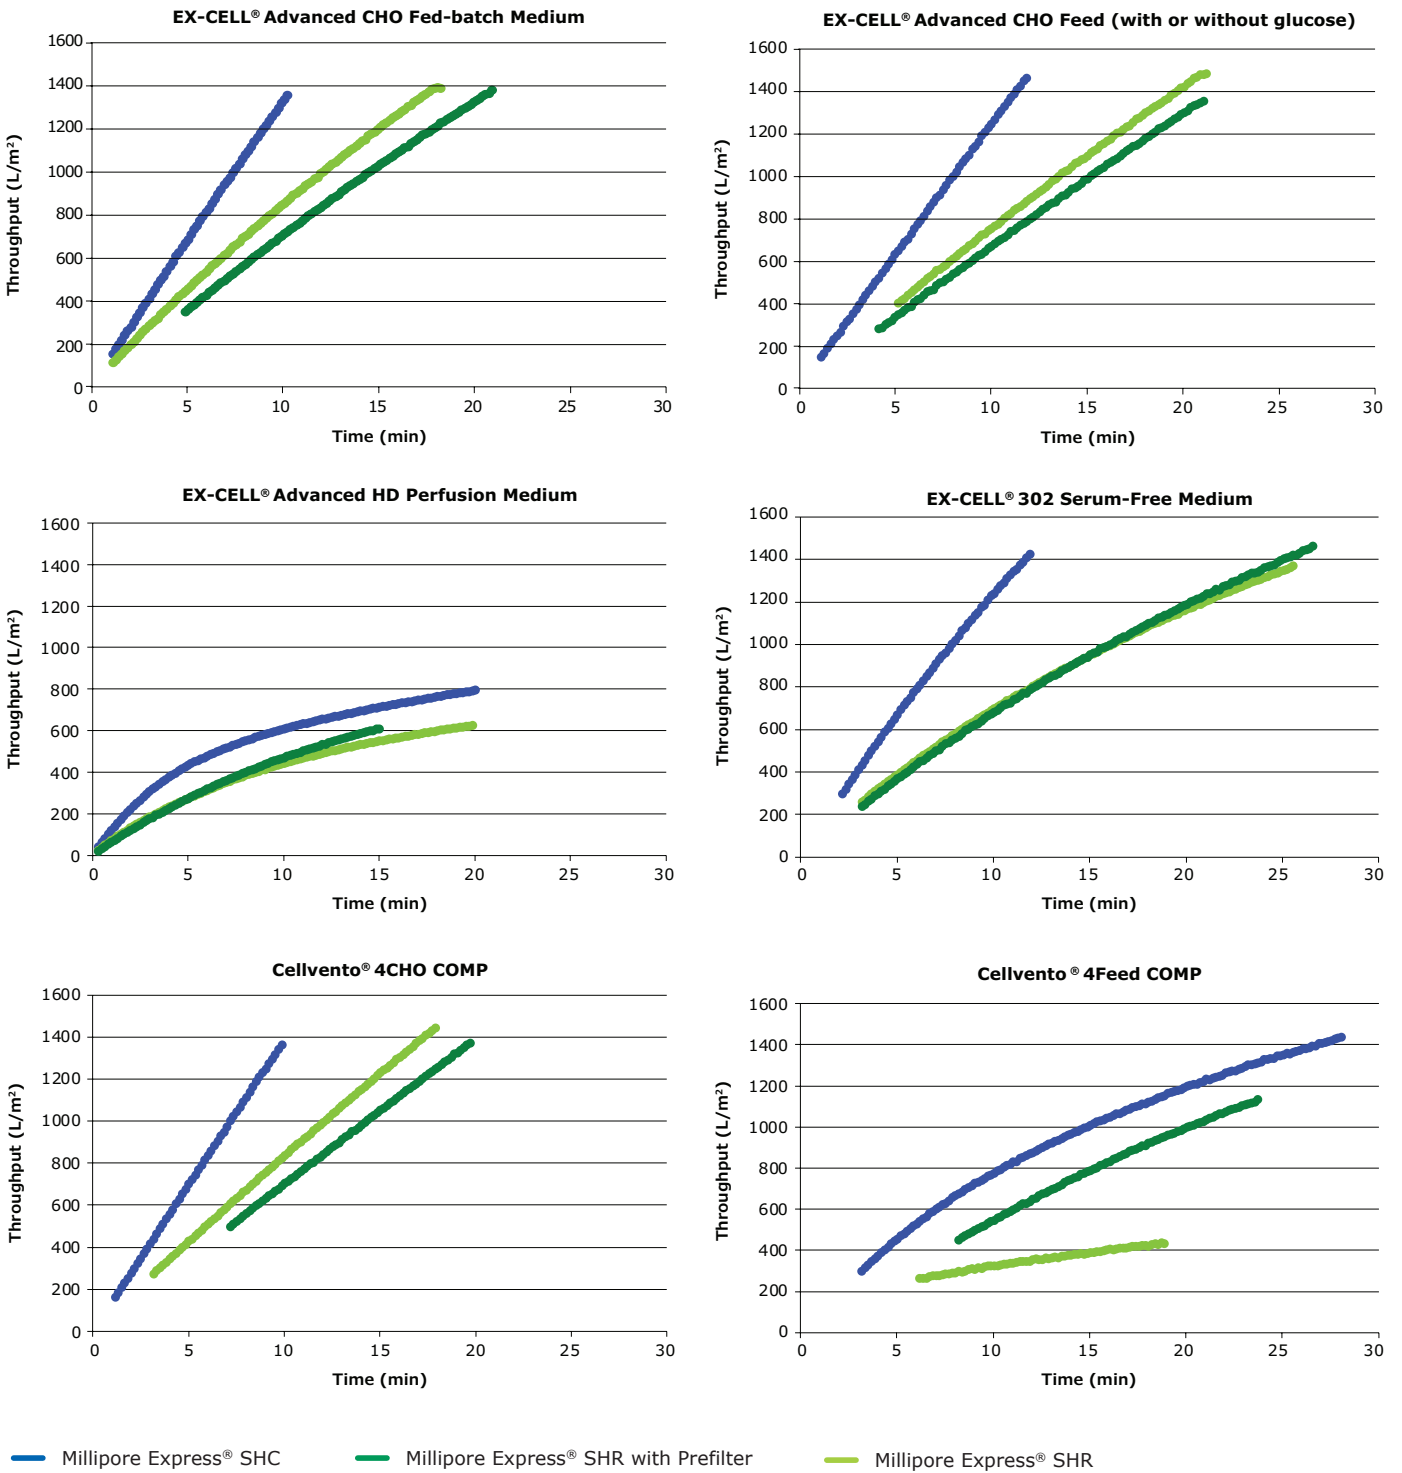 EX-CELL® Advanced CHO Fed-batch Medium
Throughput (L/m²)
1600
1400
1200
1000
800
600
400
200
0
0 5 10 15 20 25 30
Time (min)
EX-CELL® Advanced CHO Feed (with or without glucose)
Throughput (L/m²)
1600
1400
1200
1000
800
600
400
200
0
0 5 10 15 20 25 30
Time (min)
EX-CELL® Advanced HD Perfusion Medium
Throughput (L/m²)
1600
1400
1200
1000
800
600
400
200
0
0 5 10 15 20 25 30
Time (min)
EX-CELL® 302 Serum-Free Medium
Throughput (L/m²)
1600
1400
1200
1000
800
600
400
200
0
0 5 10 15 20 25 30
Time (min)
Cellvento® 4CHO COMP
Throughput (L/m²)
1600
1400
1200
1000
800
600
400
200
0
0 5 10 15 20 25 30
Time (min)
Cellvento® 4Feed COMP
Throughput (L/m²)
1600
1400
1200
1000
800
600
400
200
0
0 5 10 15 20 25 30
Time (min)
Millipore Express® SHC
Millipore Express® SHR with Prefilter
Millipore Express® SHR